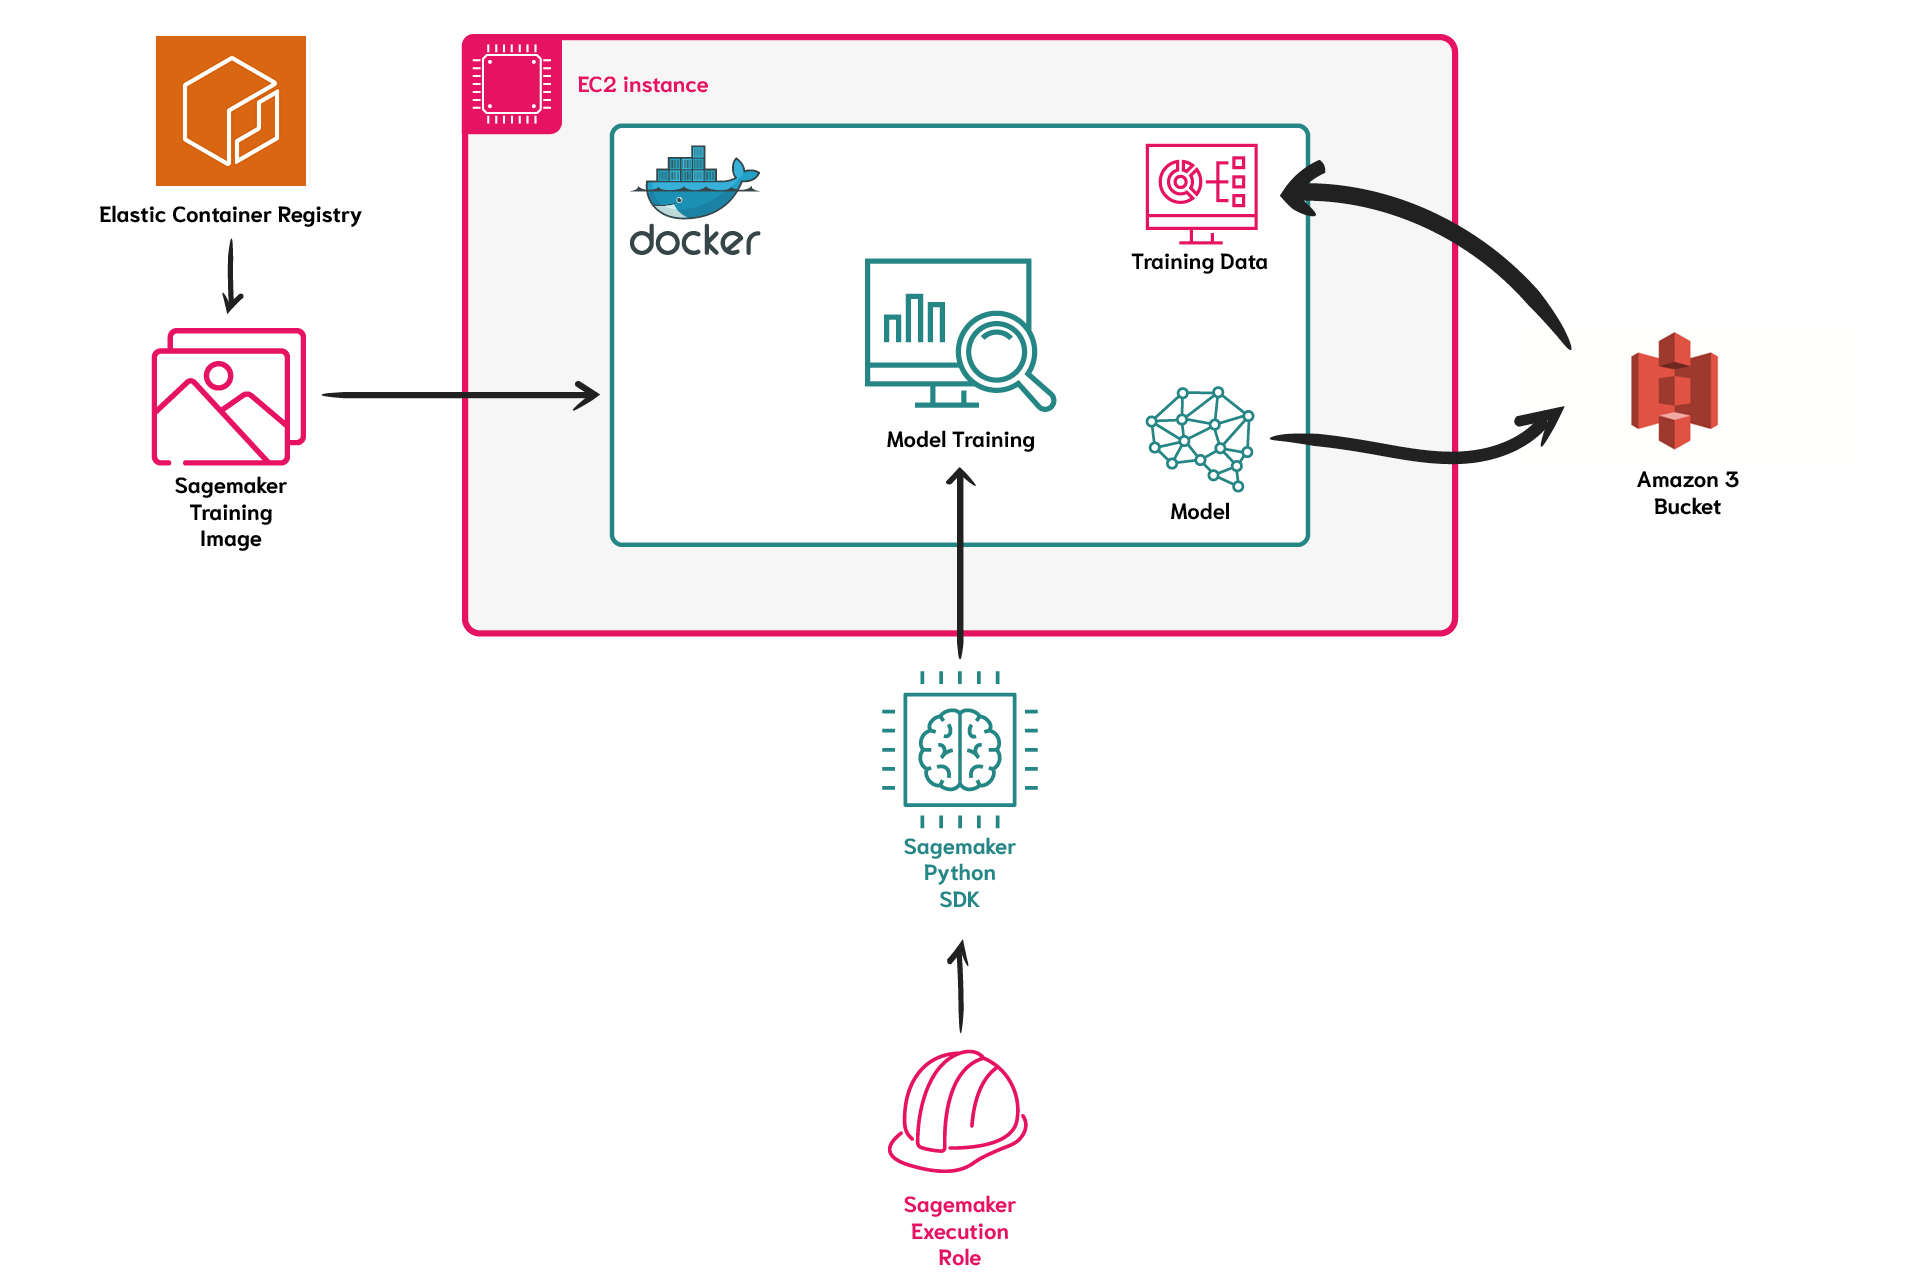 Elastic Container Registry
Sagemaker
Training
Image
EC2 instance
docker
Training Data
Model Training
Model
Amazon 3
Bucket
Sagemaker
Python
SDK
Sagemaker
Execution
Role